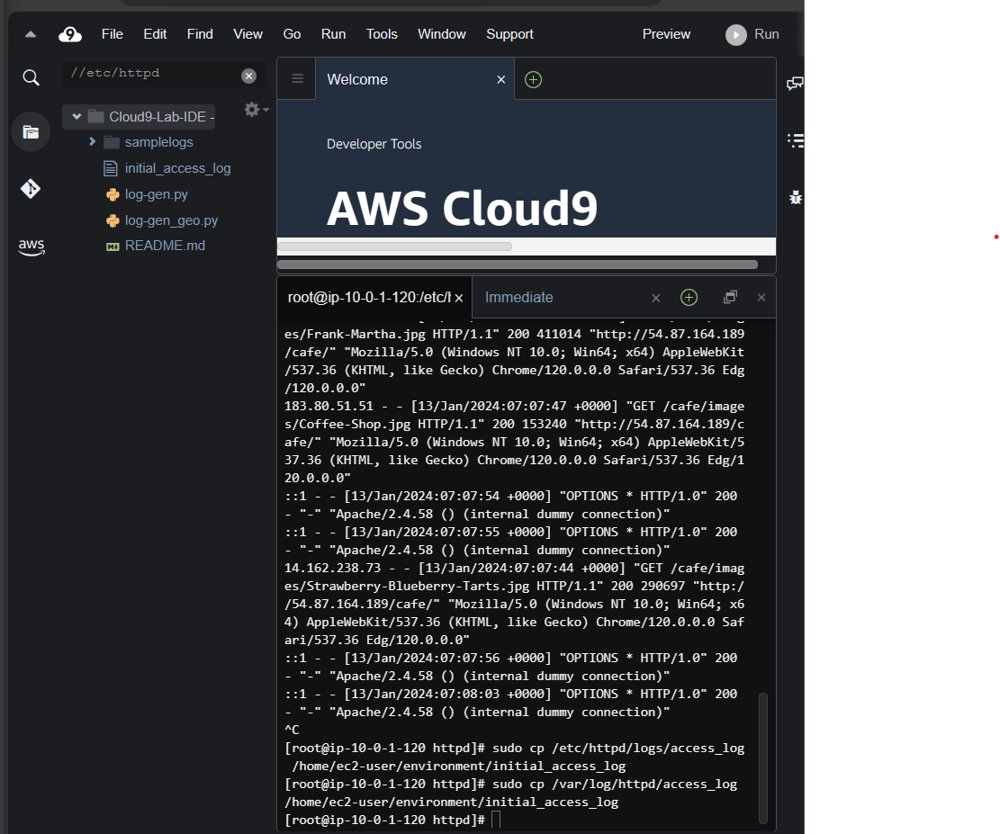 File Edit Find View Go Run Tools Window Support Preview Run
//etc/httpd
Cloud9-Lab-IDE -
samplelogs
initial_access_log
log-gen.py
log-gen_geo.py
README.md
aws
Welcome
Developer Tools
AWS Cloud9
root@ip-10-0-1-120:/etc/h
Immediate
es/Frank-Martha.jpg HTTP/1.1" 200 411014 "http://54.87.164.189
/cafe/" "Mozilla/5.0 (Windows NT 10.0; Win64; x64) AppleWebKit
/537.36 (KHTML, like Gecko) Chrome/120.0.0.0 Safari/537.36 Edg
/120.0.0.0"
183.80.51.51 - - [13/Jan/2024:07:07:47 +0000] "GET /cafe/image
s/Coffee-Shop.jpg HTTP/1.1" 200 153240 "http://54.87.164.189/c
afe/" "Mozilla/5.0 (Windows NT 10.0; Win64; x64) AppleWebKit/5
37.36 (KHTML, like Gecko) Chrome/120.0.0.0 Safari/537.36 Edg/1
20.0.0.0"
::1 - - [13/Jan/2024:07:07:54 +0000] "OPTIONS * HTTP/1.0" 200
- "-" "Apache/2.4.58 () (internal dummy connection)"
::1 - - [13/Jan/2024:07:07:55 +0000] "OPTIONS * HTTP/1.0" 200
- "-" "Apache/2.4.58 () (internal dummy connection)"
14.162.238.73 - - [13/Jan/2024:07:07:44 +0000] "GET /cafe/imag
es/Strawberry-Blueberry-Tarts.jpg HTTP/1.1" 200 290697 "http:/
/54.87.164.189/cafe/" "Mozilla/5.0 (Windows NT 10.0; Win64; x6
4) AppleWebKit/537.36 (KHTML, like Gecko) Chrome/120.0.0.0 Saf
ari/537.36 Edg/120.0.0.0"
::1 - - [13/Jan/2024:07:07:56 +0000] "OPTIONS * HTTP/1.0" 200
- "-" "Apache/2.4.58 () (internal dummy connection)"
::1 - - [13/Jan/2024:07:08:03 +0000] "OPTIONS * HTTP/1.0" 200
- "-" "Apache/2.4.58 () (internal dummy connection)"
^C
[root@ip-10-0-1-120 httpd]# sudo cp /etc/httpd/logs/access_log
/home/ec2-user/environment/initial_access_log
[root@ip-10-0-1-120 httpd]# sudo cp /var/log/httpd/access_log
/home/ec2-user/environment/initial_access_log
[root@ip-10-0-1-120 httpd]#